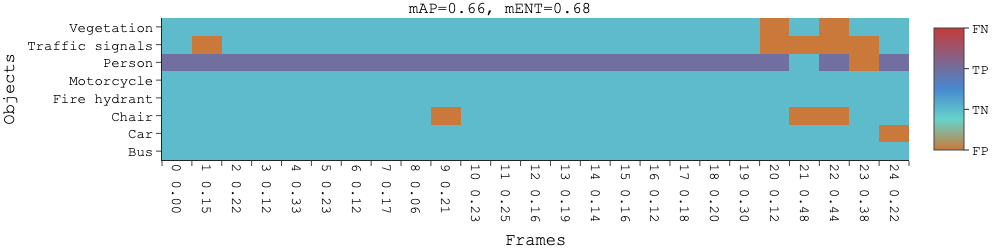 mAP=0.66, mENT=0.68
Objects
Vegetation
Traffic signals
Person
Motorcycle
Fire hydrant
Chair
Car
Bus
0 0.00
1 0.15
2 0.22
3 0.12
4 0.33
5 0.23
6 0.12
7 0.17
8 0.06
9 0.21
10 0.23
11 0.25
12 0.16
13 0.19
14 0.14
15 0.16
16 0.12
17 0.18
18 0.20
19 0.30
20 0.12
21 0.48
22 0.44
23 0.38
24 0.22
Frames
FN
TP
TN
FP